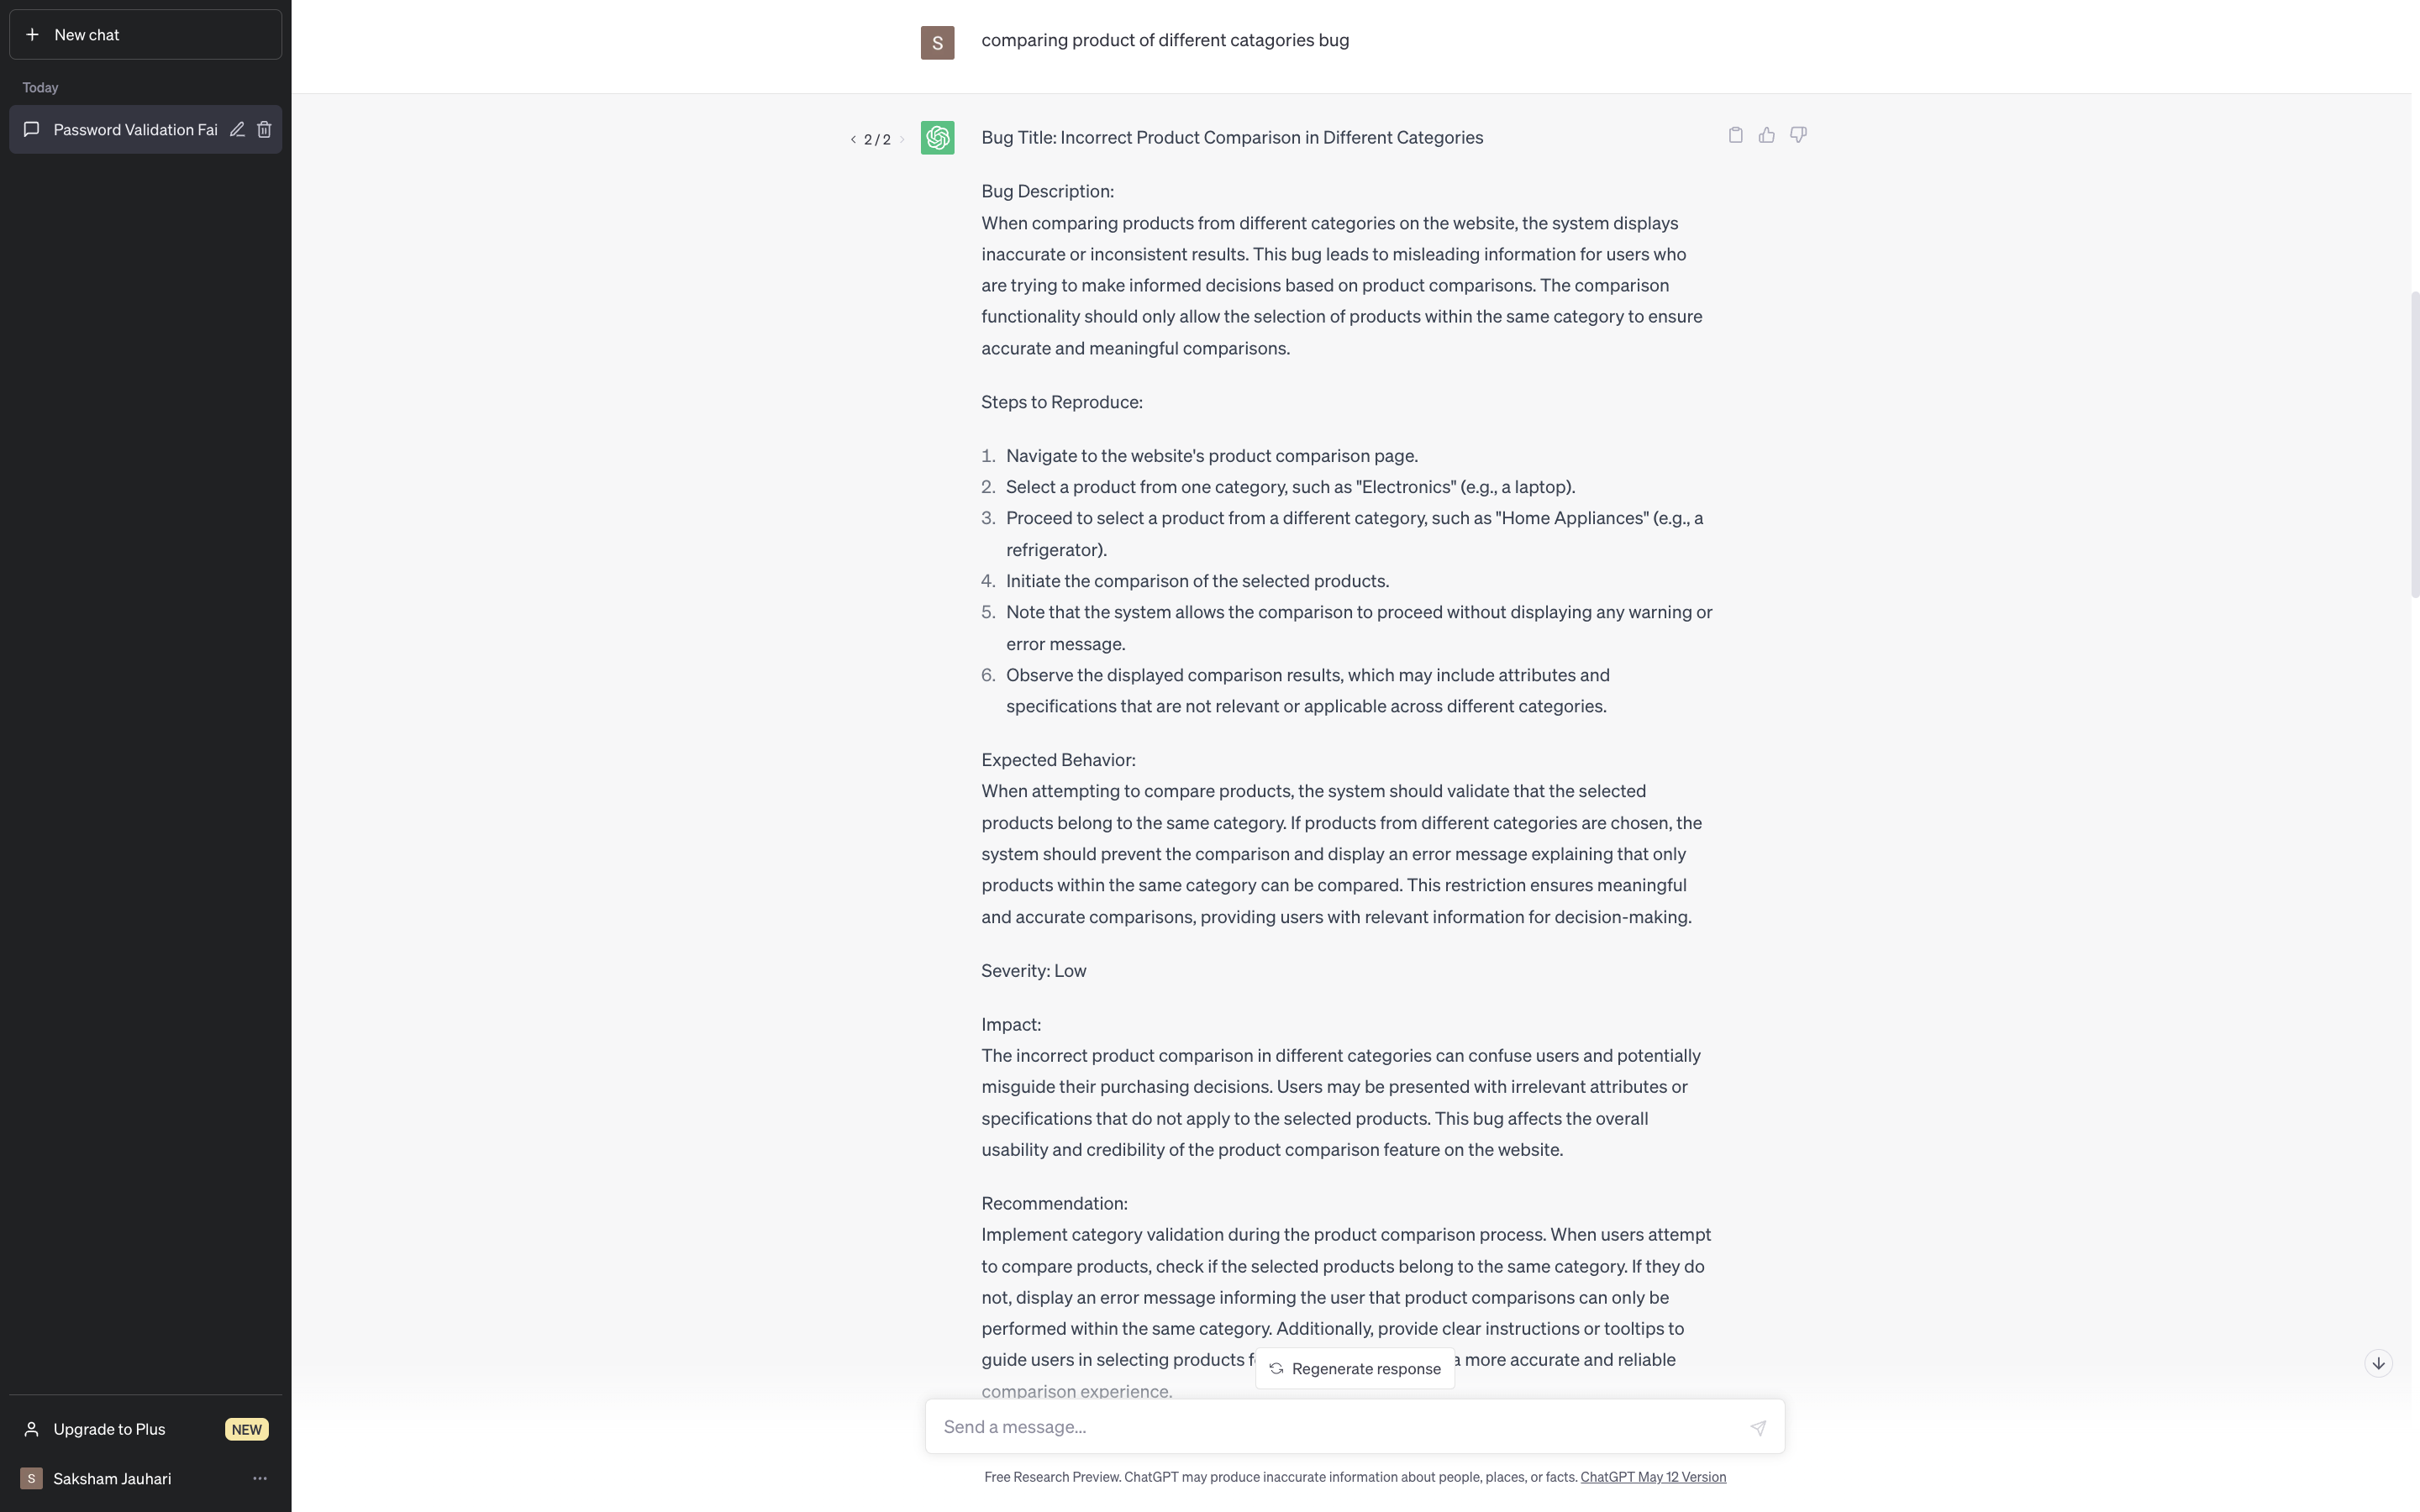 New chat
Today
Password Validation Fai
Upgrade to Plus NEW
S Saksham Jauhari
S comparing product of different catagories bug
2 / 2
Bug Title: Incorrect Product Comparison in Different Categories
Bug Description:
When comparing products from different categories on the website, the system displays
inaccurate or inconsistent results. This bug leads to misleading information for users who
are trying to make informed decisions based on product comparisons. The comparison
functionality should only allow the selection of products within the same category to ensure
accurate and meaningful comparisons.
Steps to Reproduce:
1. Navigate to the website's product comparison page.
2. Select a product from one category, such as "Electronics" (e.g., a laptop).
3. Proceed to select a product from a different category, such as "Home Appliances" (e.g., a
refrigerator).
4. Initiate the comparison of the selected products.
5. Note that the system allows the comparison to proceed without displaying any warning or
error message.
6. Observe the displayed comparison results, which may include attributes and
specifications that are not relevant or applicable across different categories.
Expected Behavior:
When attempting to compare products, the system should validate that the selected
products belong to the same category. If products from different categories are chosen, the
system should prevent the comparison and display an error message explaining that only
products within the same category can be compared. This restriction ensures meaningful
and accurate comparisons, providing users with relevant information for decision-making.
Severity: Low
Impact:
The incorrect product comparison in different categories can confuse users and potentially
misguide their purchasing decisions. Users may be presented with irrelevant attributes or
specifications that do not apply to the selected products. This bug affects the overall
usability and credibility of the product comparison feature on the website.
Recommendation:
Implement category validation during the product comparison process. When users attempt
to compare products, check if the selected products belong to the same category. If they do
not, display an error message informing the user that product comparisons can only be
performed within the same category. Additionally, provide clear instructions or tooltips to
guide users in selecting products a more accurate and reliable
Regenerate response
comparison experience.
Send a message...
Free Research Preview. ChatGPT may produce inaccurate information about people, places, or facts. ChatGPT May 12 Version